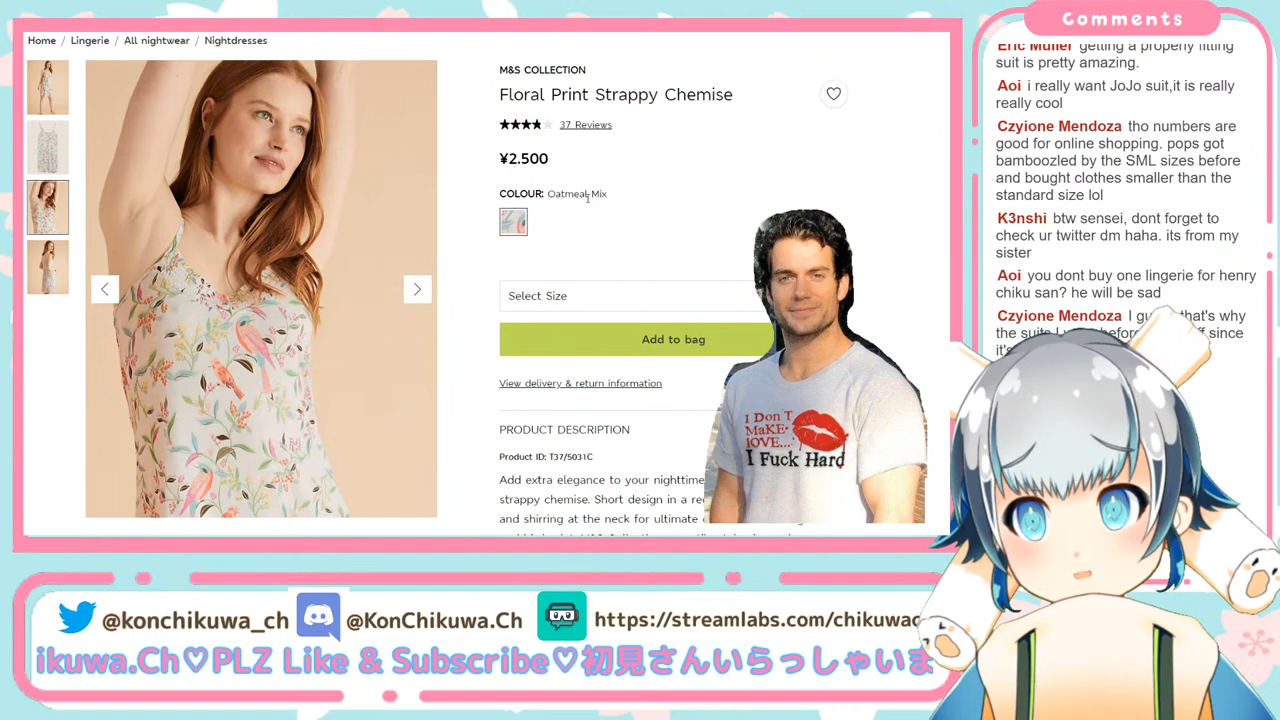 Home / Lingerie / All nightwear / Nightdresses
M&S COLLECTION
Floral Print Strappy Chemise
37 Reviews
¥2.500
COLOUR: Oatmeal Mix
Select Size
Add to bag
View delivery & return information
PRODUCT DESCRIPTION
Product ID: T37/5031C
Add extra elegance to your nighttime
strappy chemise. Short design in a re
and shirring at the neck for ultimate
I DON'T
MaKE
LOVE...
I Fuck Hard
Comments
Eric Muller getting a properly fitting
suit is pretty amazing.
Aoi i really want JoJo suit,it is really
really cool
Czyione Mendoza tho numbers are
good for online shopping. pops got
bamboozled by the SML sizes before
and bought clothes smaller than the
standard size lol
K3nshi btw sensei, dont forget to
check ur twitter dm haha. its from my
sister
Aoi you dont buy one lingerie for henry
chiku san? he will be sad
Czyione Mendoza I gu that's why
the suits I since
it's
@konchikuwa_ch @KonChikuwa.Ch https://streamlabs.com/chikuwac
ikuwa.Ch♡PLZ Like & Subscribe♡初見さんいらっしゃいま